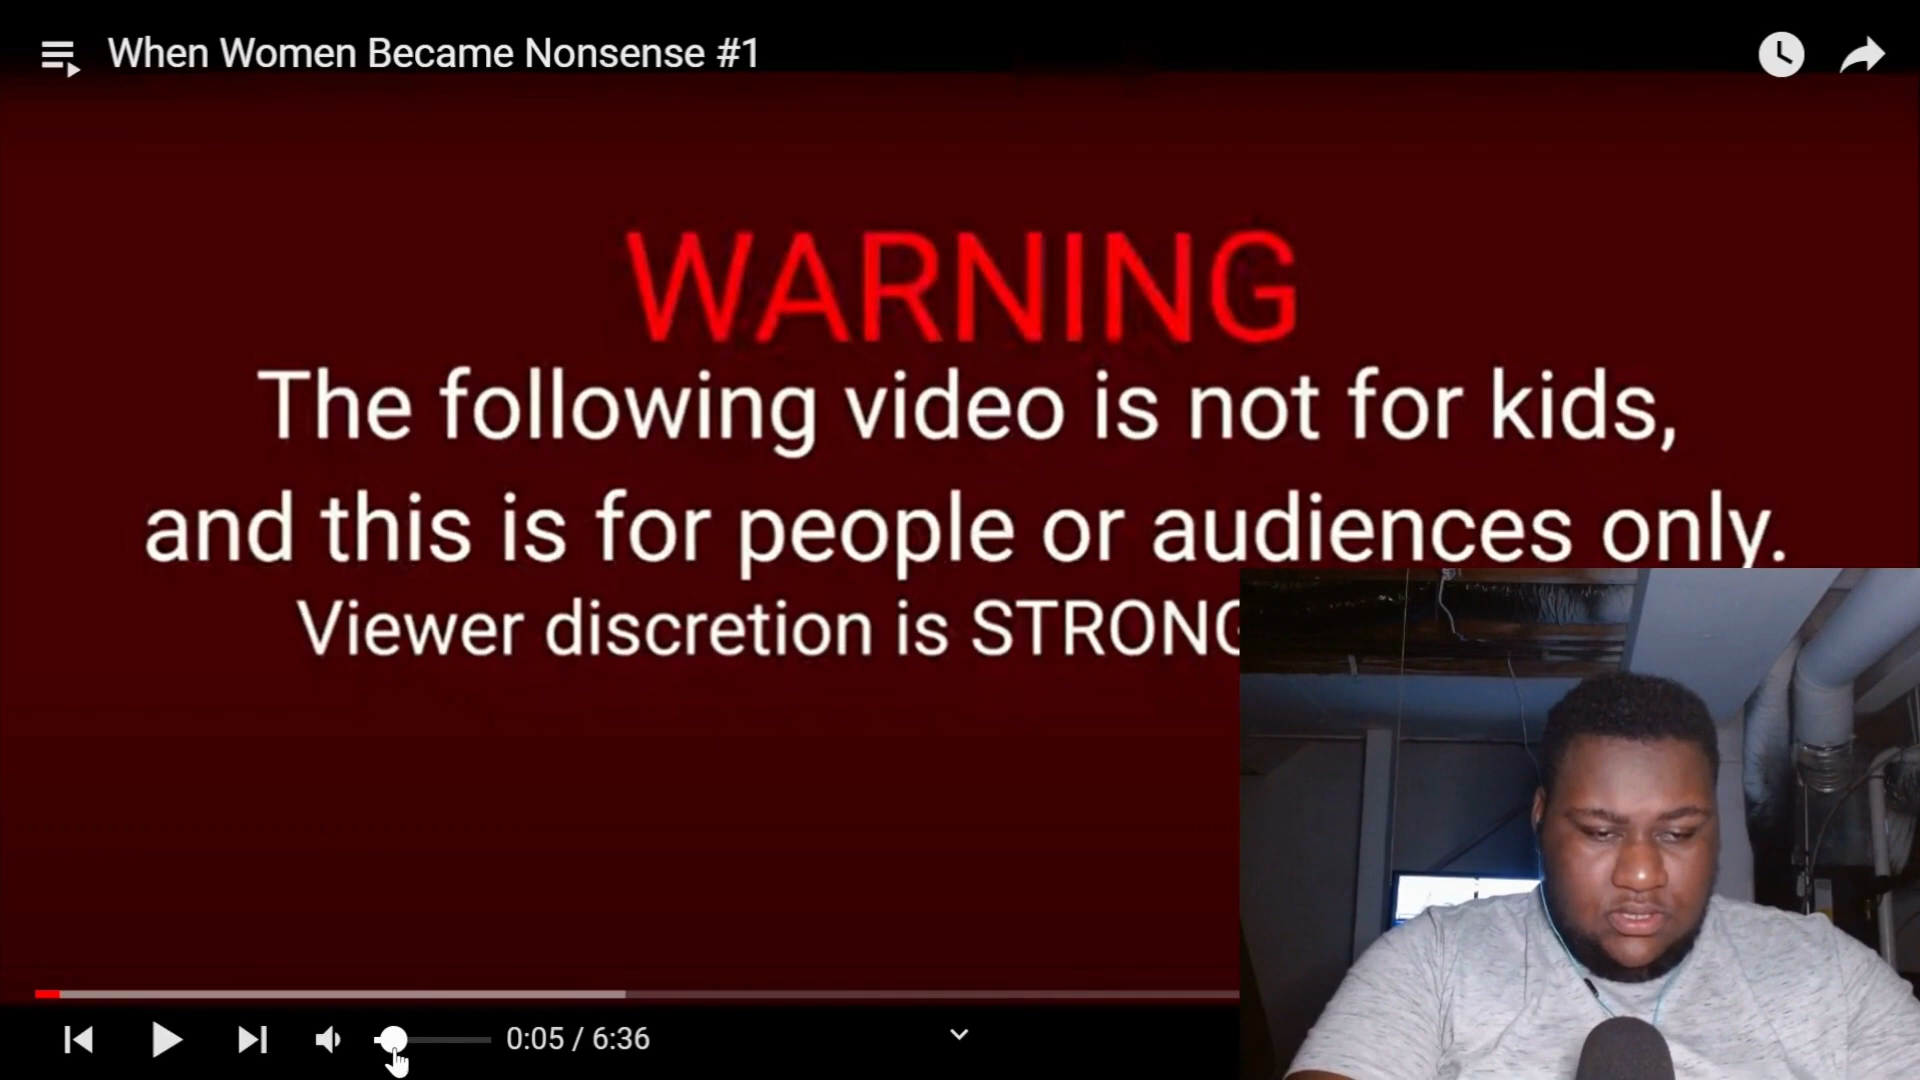 When Women Became Nonsense #1
WARNING
The following video is not for kids,
and this is for people or audiences only.
Viewer discretion is STRONG
0:05 / 6:36